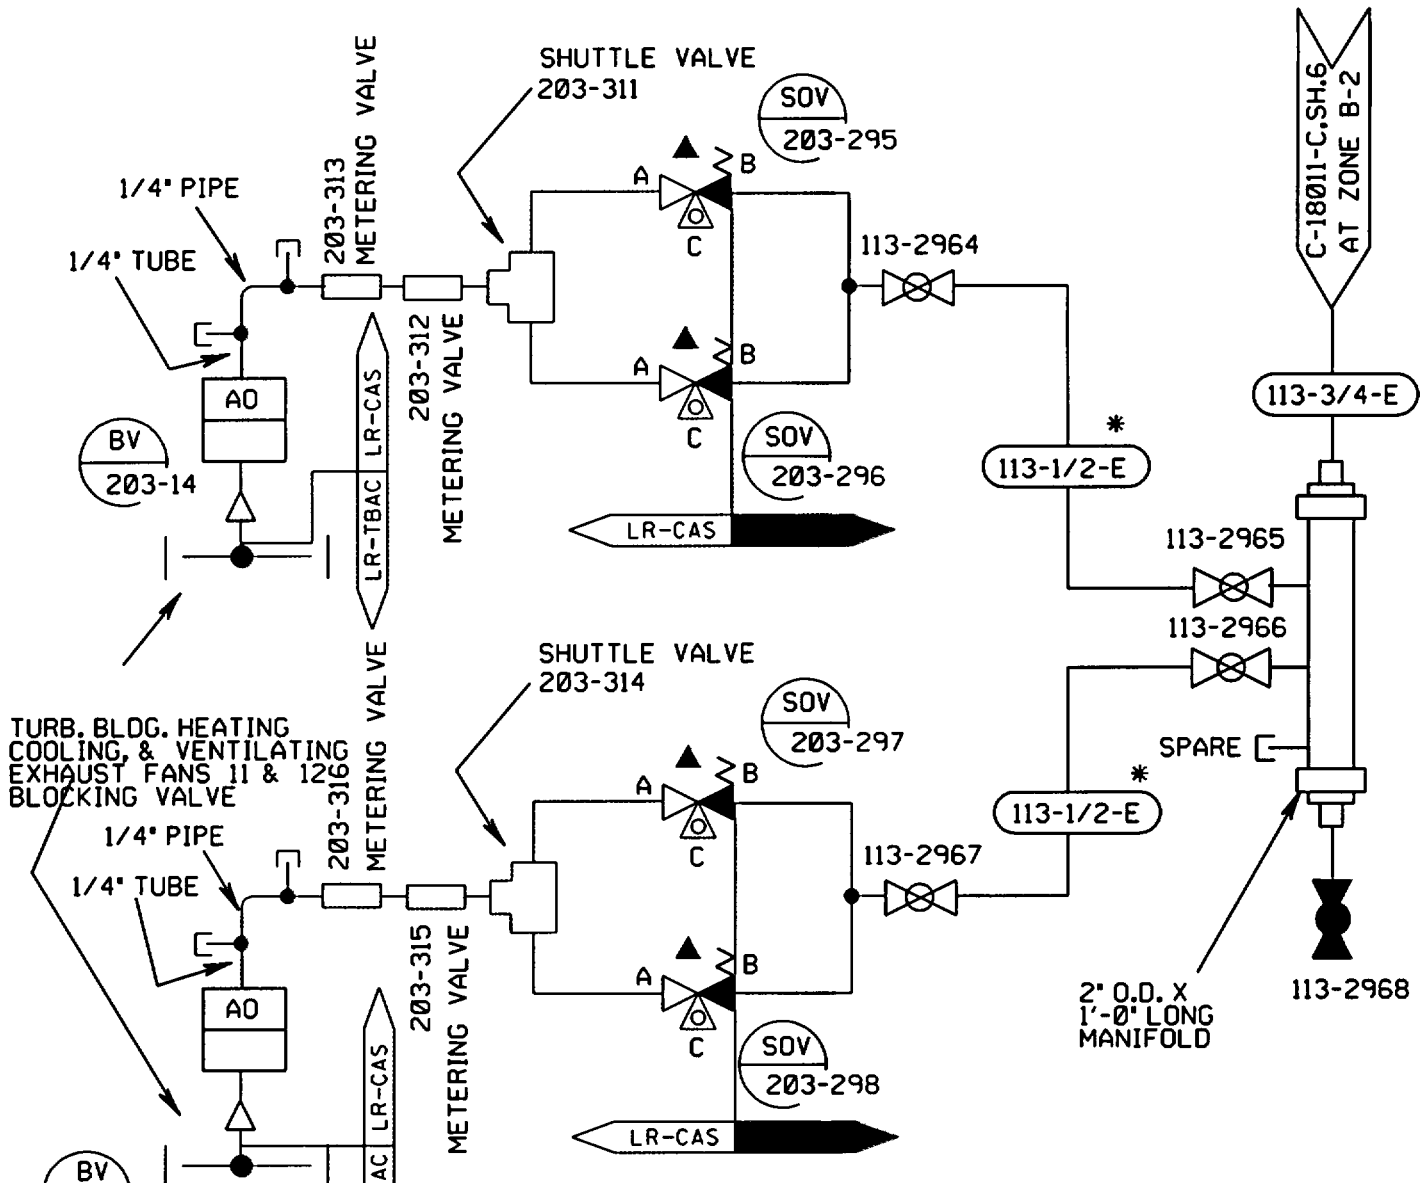 SHUTTLE VALVE
203-311
SOV
203-295
C-18011-C.SH.6
AT ZONE B-2
203-313
METERING VALVE
1/4" PIPE
1/4" TUBE
A
B
C
113-2964
203-312
METERING VALVE
A
B
C
AO
BV
203-14
LR-TBAC
LR-CAS
SOV
203-296
LR-CAS
113-3/4-E
*
113-1/2-E
113-2965
113-2966
SHUTTLE VALVE
203-314
SOV
203-297
TURB. BLDG. HEATING
COOLING, & VENTILATING
EXHAUST FANS 11 & 12
BLOCKING VALVE
203-316
METERING VALVE
1/4" PIPE
1/4" TUBE
A
B
C
113-2967
SPARE
*
113-1/2-E
203-315
METERING VALVE
A
B
C
AO
BV
AC
LR-CAS
SOV
203-298
LR-CAS
2" O.D. X
1'-0" LONG
MANIFOLD
113-2968